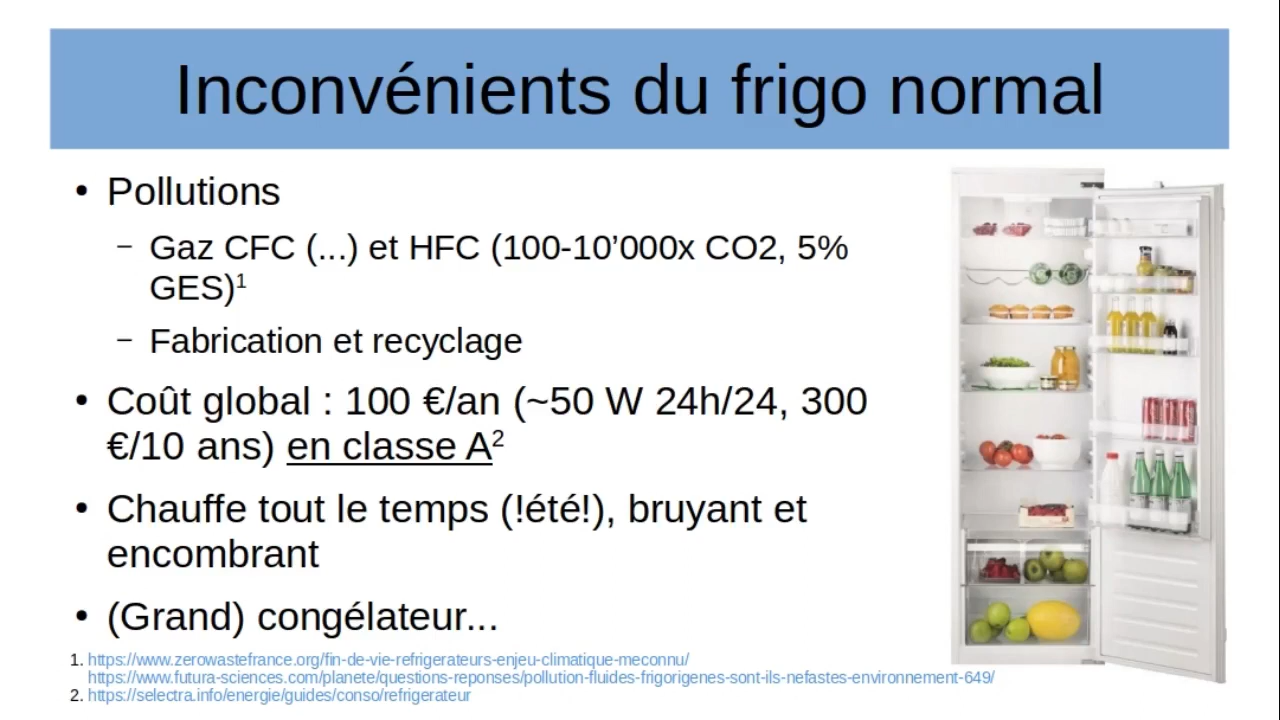 Inconvénients du frigo normal
• Pollutions
– Gaz CFC (...) et HFC (100-10’000x CO2, 5%
GES)¹
– Fabrication et recyclage
• Coût global : 100 €/an (~50 W 24h/24, 300
€/10 ans) en classe A²
• Chauffe tout le temps (!été!), bruyant et
encombrant
• (Grand) congélateur...
1. https://www.zerowastefrance.org/fin-de-vie-refrigerateurs-enjeu-climatique-meconnu/
https://www.futura-sciences.com/planete/questions-reponses/pollution-fluides-frigorigenes-sont-ils-nefastes-environnement-649/
2. https://selectra.info/energie/guides/conso/refrigerateur